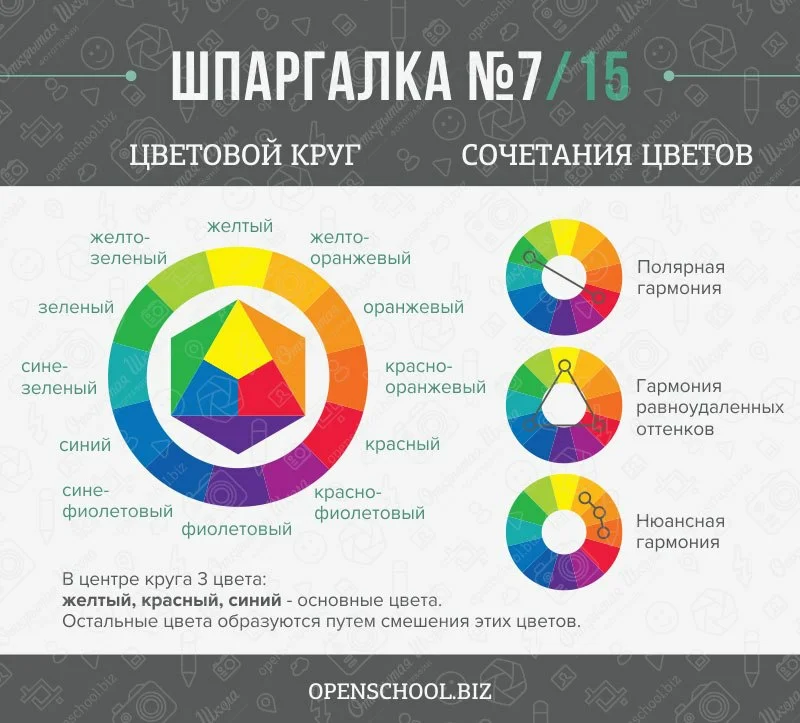 ШПАРГАЛКА №7/15
ЦВЕТОВОЙ КРУГ
СОЧЕТАНИЯ ЦВЕТОВ
желтый
желто-
зеленый
желто-
оранжевый
зеленый
оранжевый
сине-
зеленый
красно-
оранжевый
синий
красный
сине-
фиолетовый
красно-
фиолетовый
фиолетовый
Полярная
гармония
Гармония
равноудаленных
оттенков
Нюансная
гармония
В центре круга 3 цвета:
желтый, красный, синий - основные цвета.
Остальные цвета образуются путем смешения этих цветов.
OPENSCHOOL.BIZ